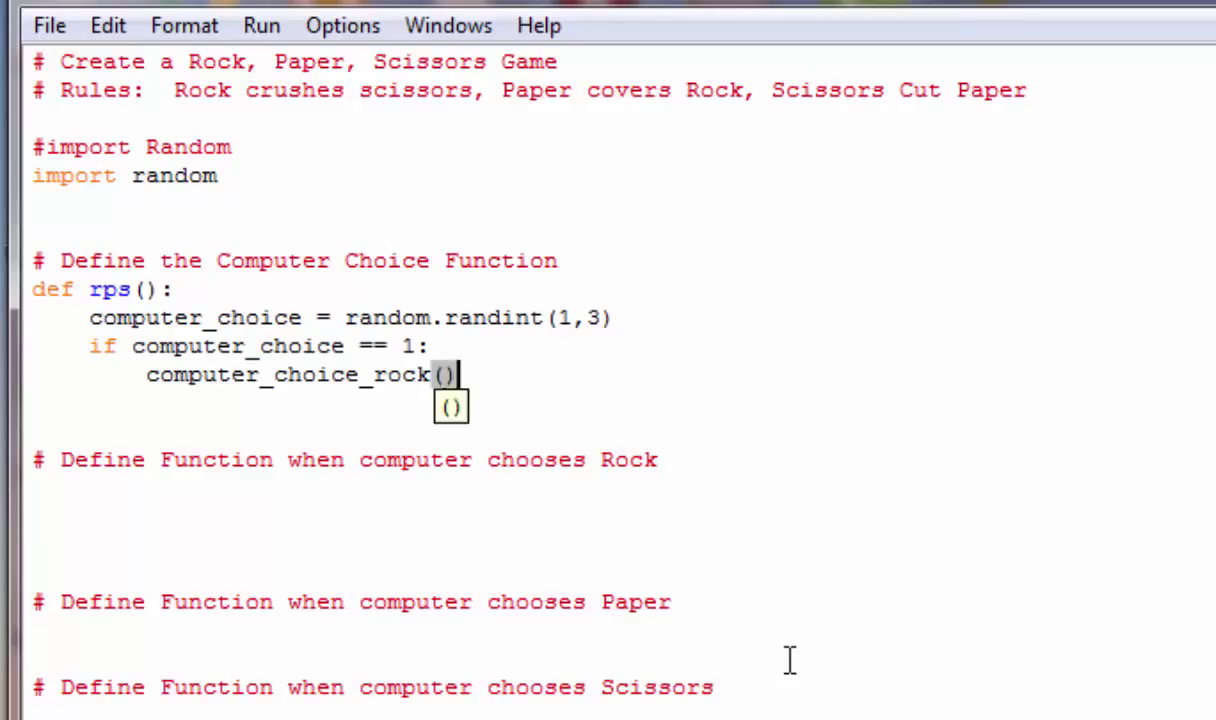 File Edit Format Run Options Windows Help
# Create a Rock, Paper, Scissors Game
# Rules:  Rock crushes scissors, Paper covers Rock, Scissors Cut Paper
#import Random
import random
# Define the Computer Choice Function
def rps():
    computer_choice = random.randint(1,3)
    if computer_choice == 1:
        computer_choice_rock()
()
# Define Function when computer chooses Rock
# Define Function when computer chooses Paper
# Define Function when computer chooses Scissors